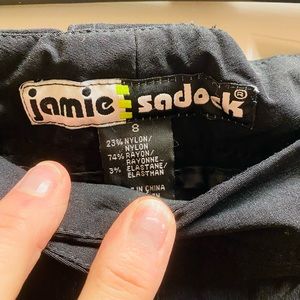 jamie sadock®
8
23% NYLON/
NYLON
74% RAYON/
RAYONNE
3% ELASTANE/
ELASTHAN
IN CHINA